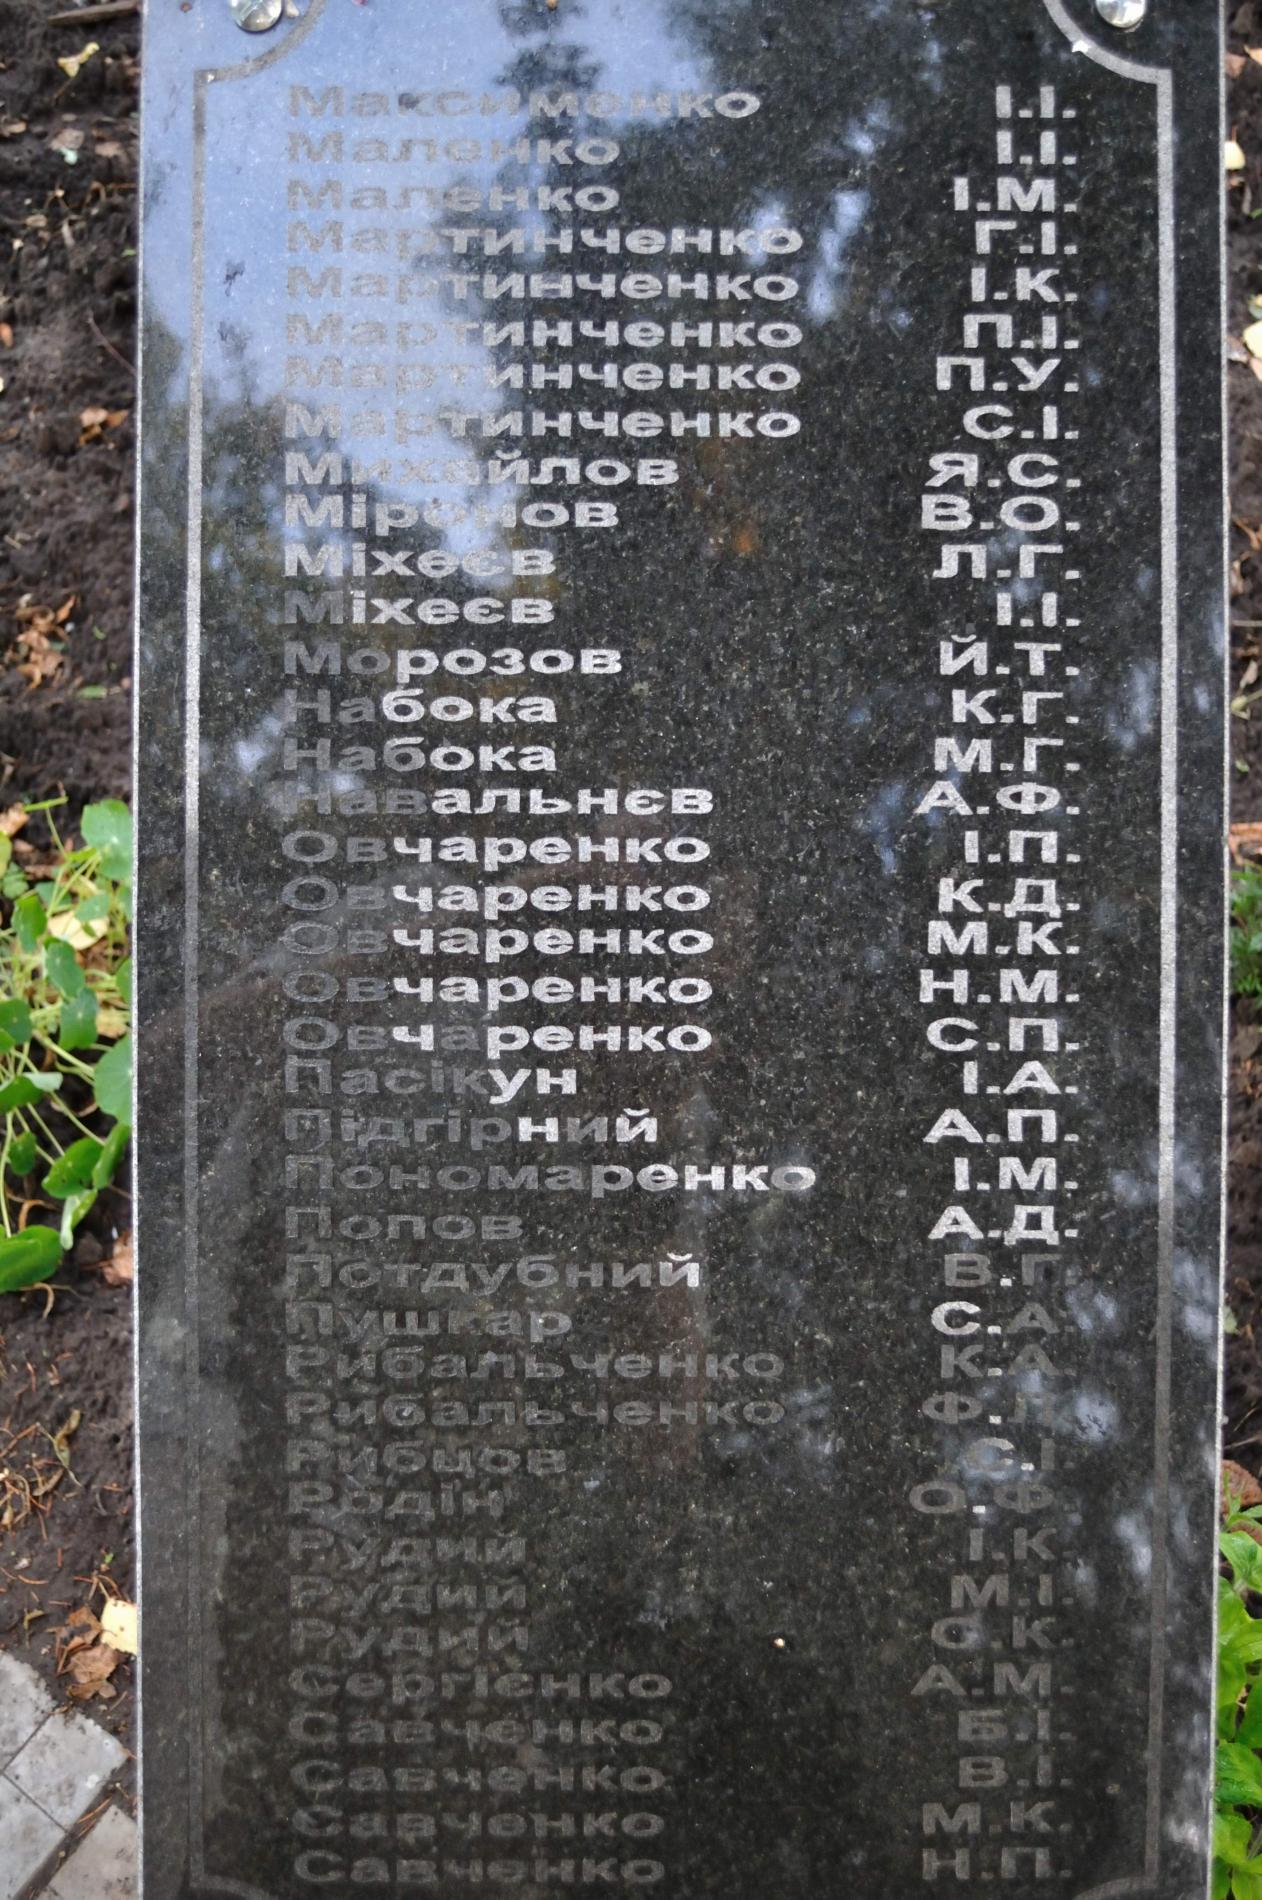 Максименко І.І.
Маленко І.І.
Маленко І.М.
Мартинченко Г.І.
Мартинченко І.К.
Мартинченко П.І.
Мартинченко П.У.
Мартинченко С.І.
Михайлов Я.С.
Міронов В.О.
Міхеєв Л.Г.
Міхеєв І.І.
Морозов Й.Т.
Набока К.Г.
Набока М.Г.
Навальнєв А.Ф.
Овчаренко І.П.
Овчаренко К.Д.
Овчаренко М.К.
Овчаренко Н.М.
Овчаренко С.П.
Пасікун І.А.
Підгірний А.П.
Пономаренко І.М.
Попов А.Д.
Потдубний В.Г.
Пушкар С.А.
Рибальченко К.А.
Рибальченко Ф.Л.
Рибцов С.І.
Родін О.Ф.
Рудий І.К.
Рудий М.І.
Рудий С.К.
Сергієнко А.М.
Савченко Б.І.
Савченко В.І.
Савченко М.К.
Савченко Н.П.